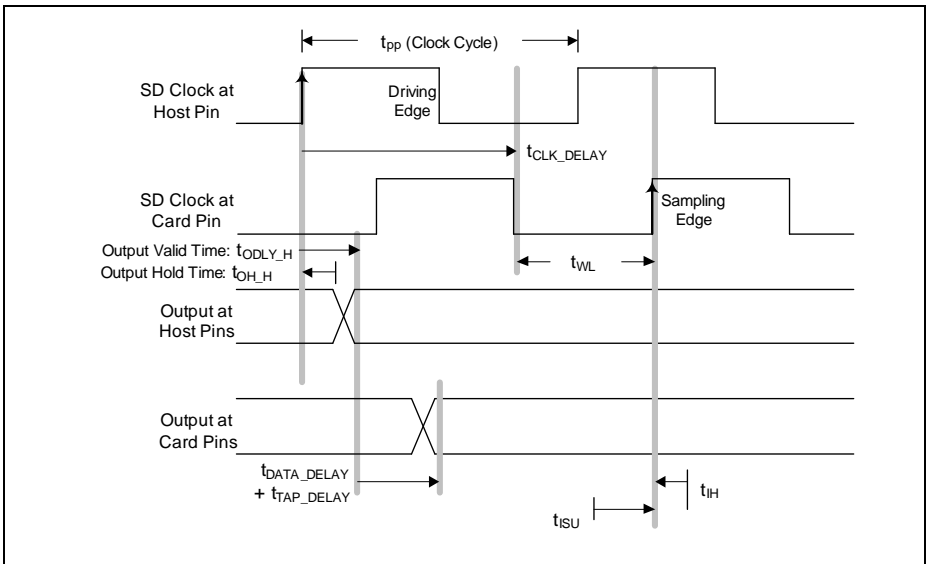 tpp (Clock Cycle)
SD Clock at
Host Pin
Driving
Edge
tCLK_DELAY
SD Clock at
Card Pin
Sampling
Edge
Output Valid Time: tODLY_H
tWL
Output Hold Time: tOH_H
Output at
Host Pins
Output at
Card Pins
tDATA_DELAY
+ tTAP_DELAY
tIH
tISU